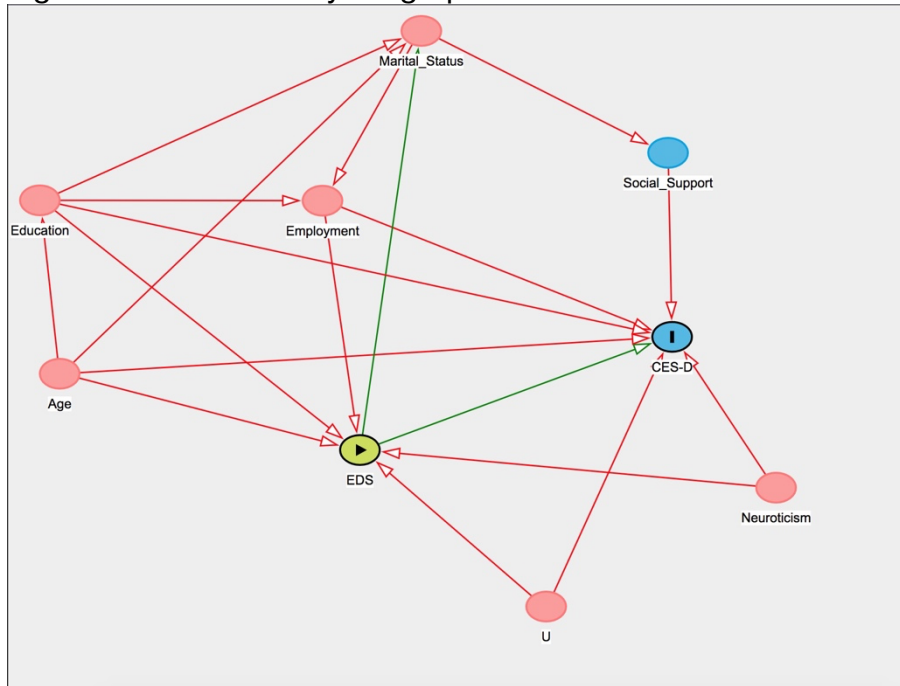 Marital_Status
Social_Support
Education
Employment
CES-D
Age
EDS
Neuroticism
U